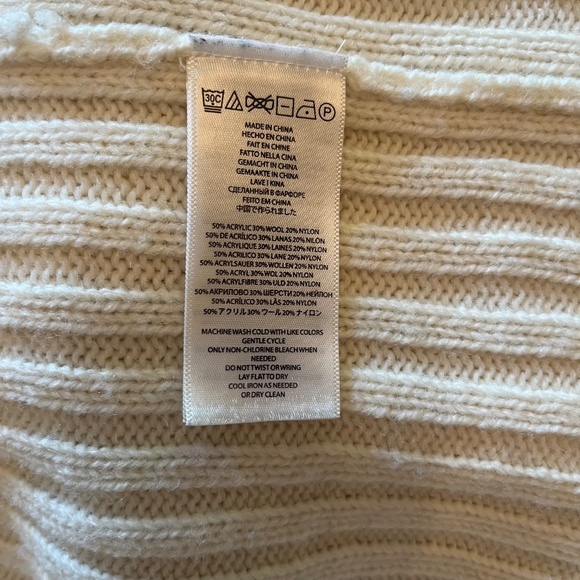 30C P
MADE IN CHINA
HECHO EN CHINA
FAIT EN CHINE
FATTO NELLA CINA
GEMACHT IN CHINA
GEMAAKTE IN CHINA
LAVE I KINA
СДЕЛАННЫЙ В ФАРФОРЕ
FEITO EM CHINA
中国で作られました
50% ACRYLIC 30% WOOL 20% NYLON
50% DE ACRÍLICO 30% LANAS 20% NILÓN
50% ACRYLIQUE 30% LAINES 20% NYLON
50% ACRILICO 30% LANE 20% NYLON
50% ACRYLSAUER 30% WOLLEN 20% NYLON
50% ACRYL 30% WOL 20% NYLON
50% ACRYLFIBRE 30% ULD 20% NYLON
50% АКРИЛОВО 30% ШЕРСТИ 20% НЕЙЛОН
50% ACRÍLICO 30% LÃS 20% NYLON
50% アクリル 30% ウール 20% ナイロン
MACHINE WASH COLD WITH LIKE COLORS
GENTLE CYCLE
ONLY NON-CHLORINE BLEACH WHEN
NEEDED
DO NOT TWIST OR WRING
LAY FLAT TO DRY
COOL IRON AS NEEDED
OR DRY CLEAN